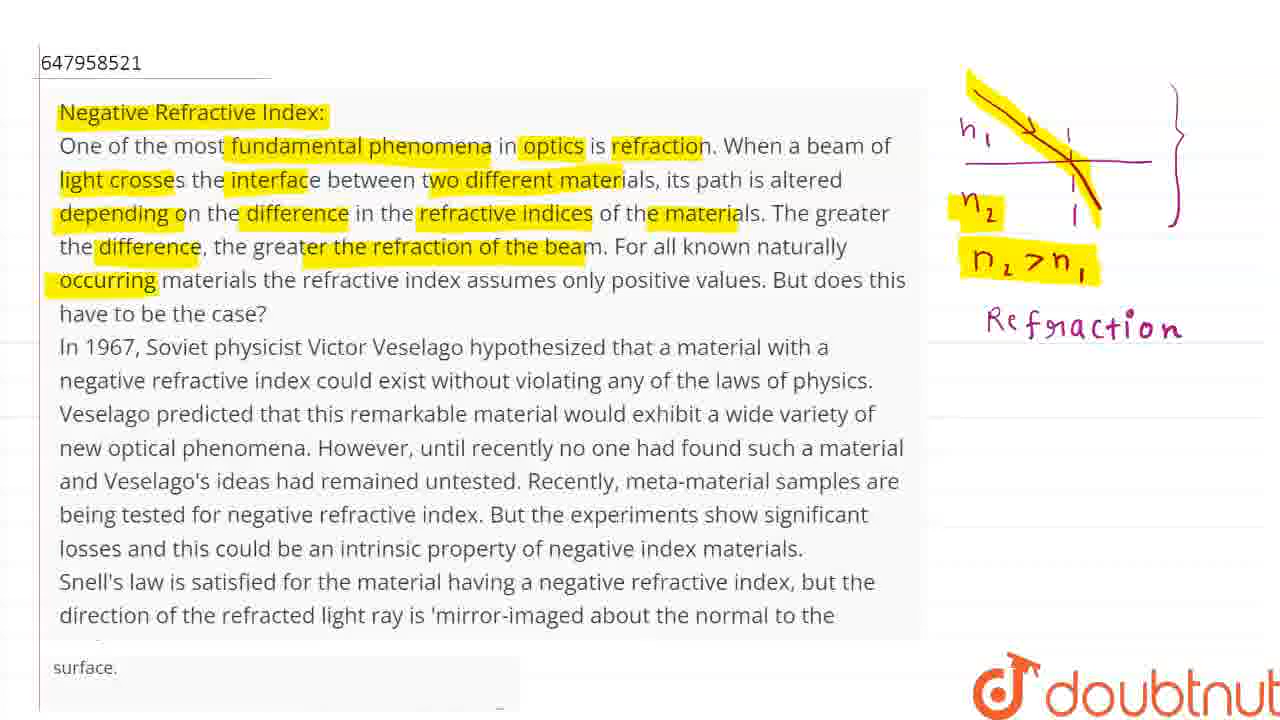 647958521
Negative Refractive Index:
One of the most fundamental phenomena in optics is refraction. When a beam of
light crosses the interface between two different materials, its path is altered
depending on the difference in the refractive indices of the materials. The greater
the difference, the greater the refraction of the beam. For all known naturally
occurring materials the refractive index assumes only positive values. But does this
have to be the case?
In 1967, Soviet physicist Victor Veselago hypothesized that a material with a
negative refractive index could exist without violating any of the laws of physics.
Veselago predicted that this remarkable material would exhibit a wide variety of
new optical phenomena. However, until recently no one had found such a material
and Veselago's ideas had remained untested. Recently, meta-material samples are
being tested for negative refractive index. But the experiments show significant
losses and this could be an intrinsic property of negative index materials.
Snell's law is satisfied for the material having a negative refractive index, but the
direction of the refracted light ray is 'mirror-imaged about the normal to the
surface.
n₁
n₂
n₂ > n₁
Refraction
doubtnut